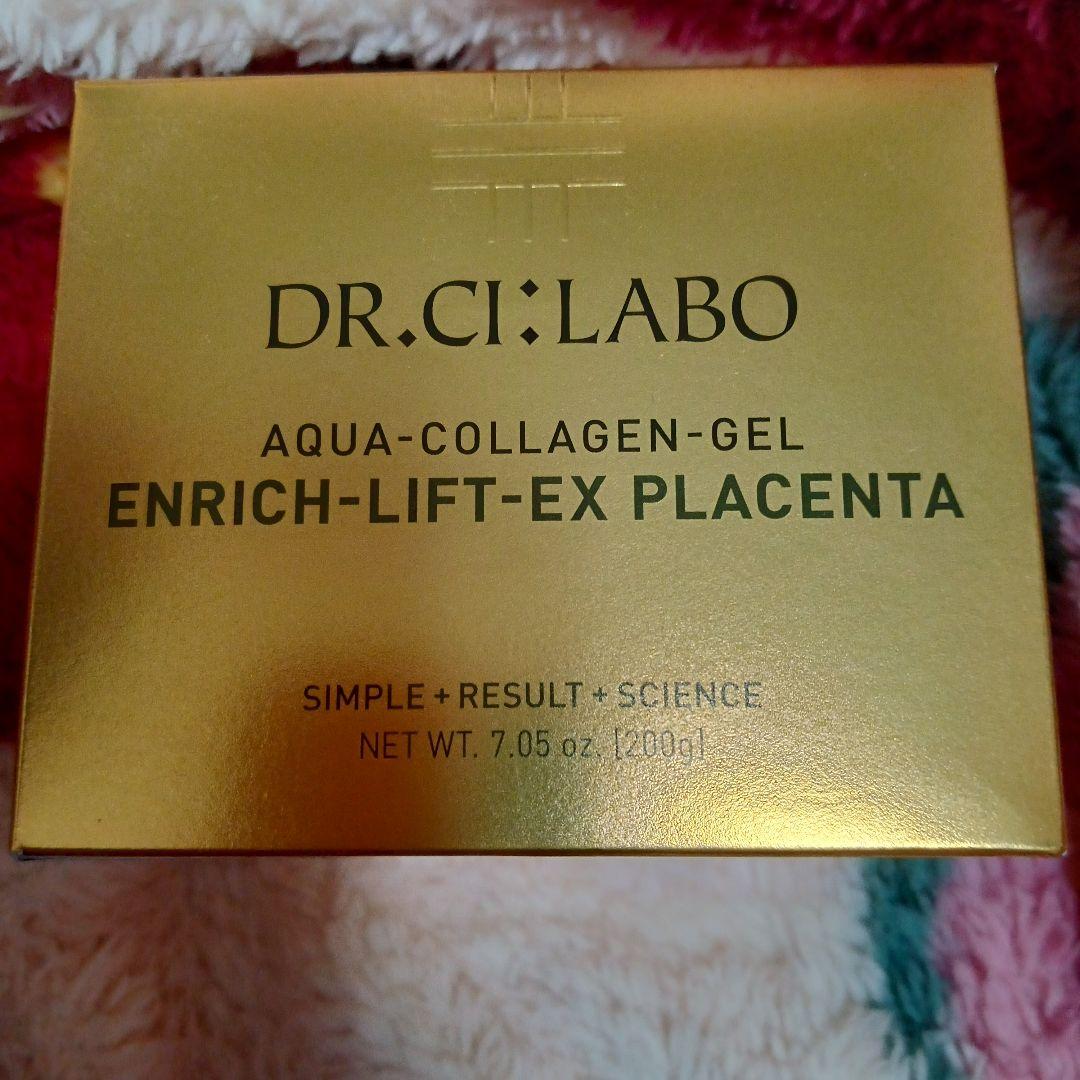 DR.CI:LABO
AQUA-COLLAGEN-GEL
ENRICH-LIFT-EX PLACENTA
SIMPLE + RESULT + SCIENCE
NET WT. 7.05 oz. [200g]